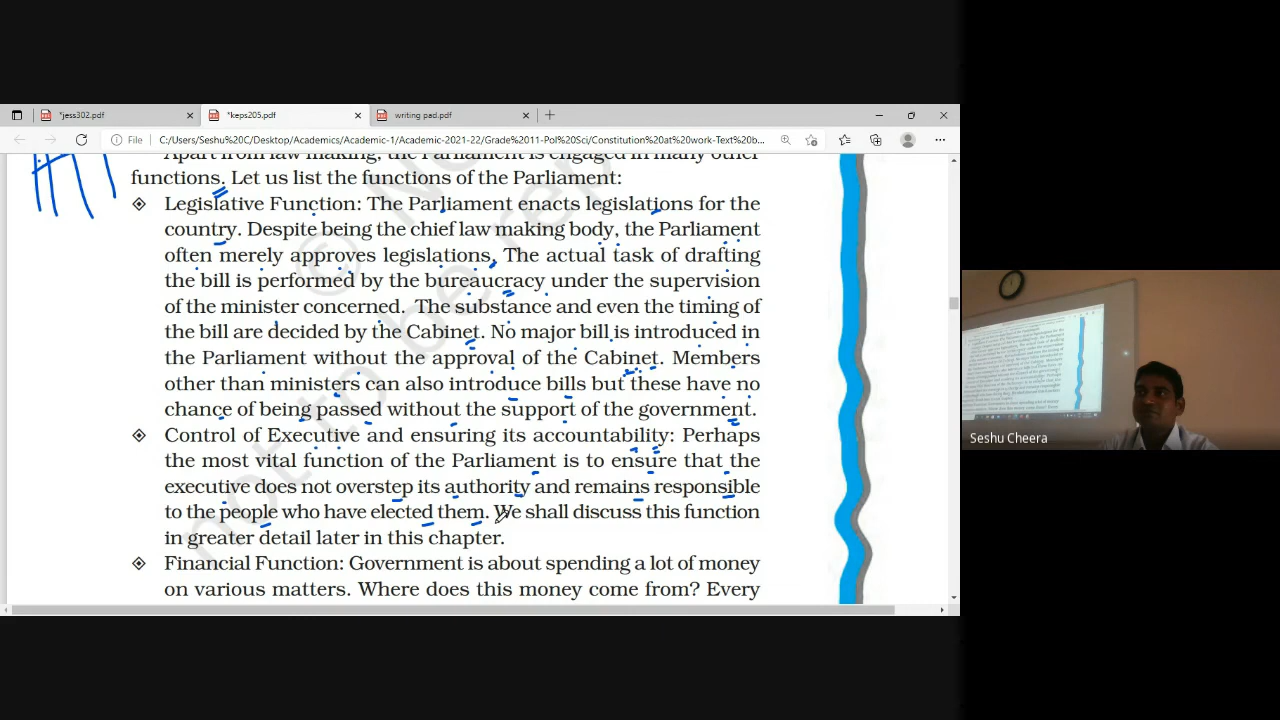 *jess302.pdf
*keps205.pdf
writing pad.pdf
File
C:/Users/Seshu%20C/Desktop/Academics/Academic-1/Academic-2021-22/Grade%2011-Pol%20Sci/Constitution%20at%20work-Text%20b...
Apart from law making, the Parliament is engaged in many other
functions. Let us list the functions of the Parliament:
Legislative Function: The Parliament enacts legislations for the
country. Despite being the chief law making body, the Parliament
often merely approves legislations. The actual task of drafting
the bill is performed by the bureaucracy under the supervision
of the minister concerned. The substance and even the timing of
the bill are decided by the Cabinet. No major bill is introduced in
the Parliament without the approval of the Cabinet. Members
other than ministers can also introduce bills but these have no
chance of being passed without the support of the government.
Control of Executive and ensuring its accountability: Perhaps
the most vital function of the Parliament is to ensure that the
executive does not overstep its authority and remains responsible
to the people who have elected them. We shall discuss this function
in greater detail later in this chapter.
Financial Function: Government is about spending a lot of money
on various matters. Where does this money come from? Every
not to be rep
© N
Seshu Cheera